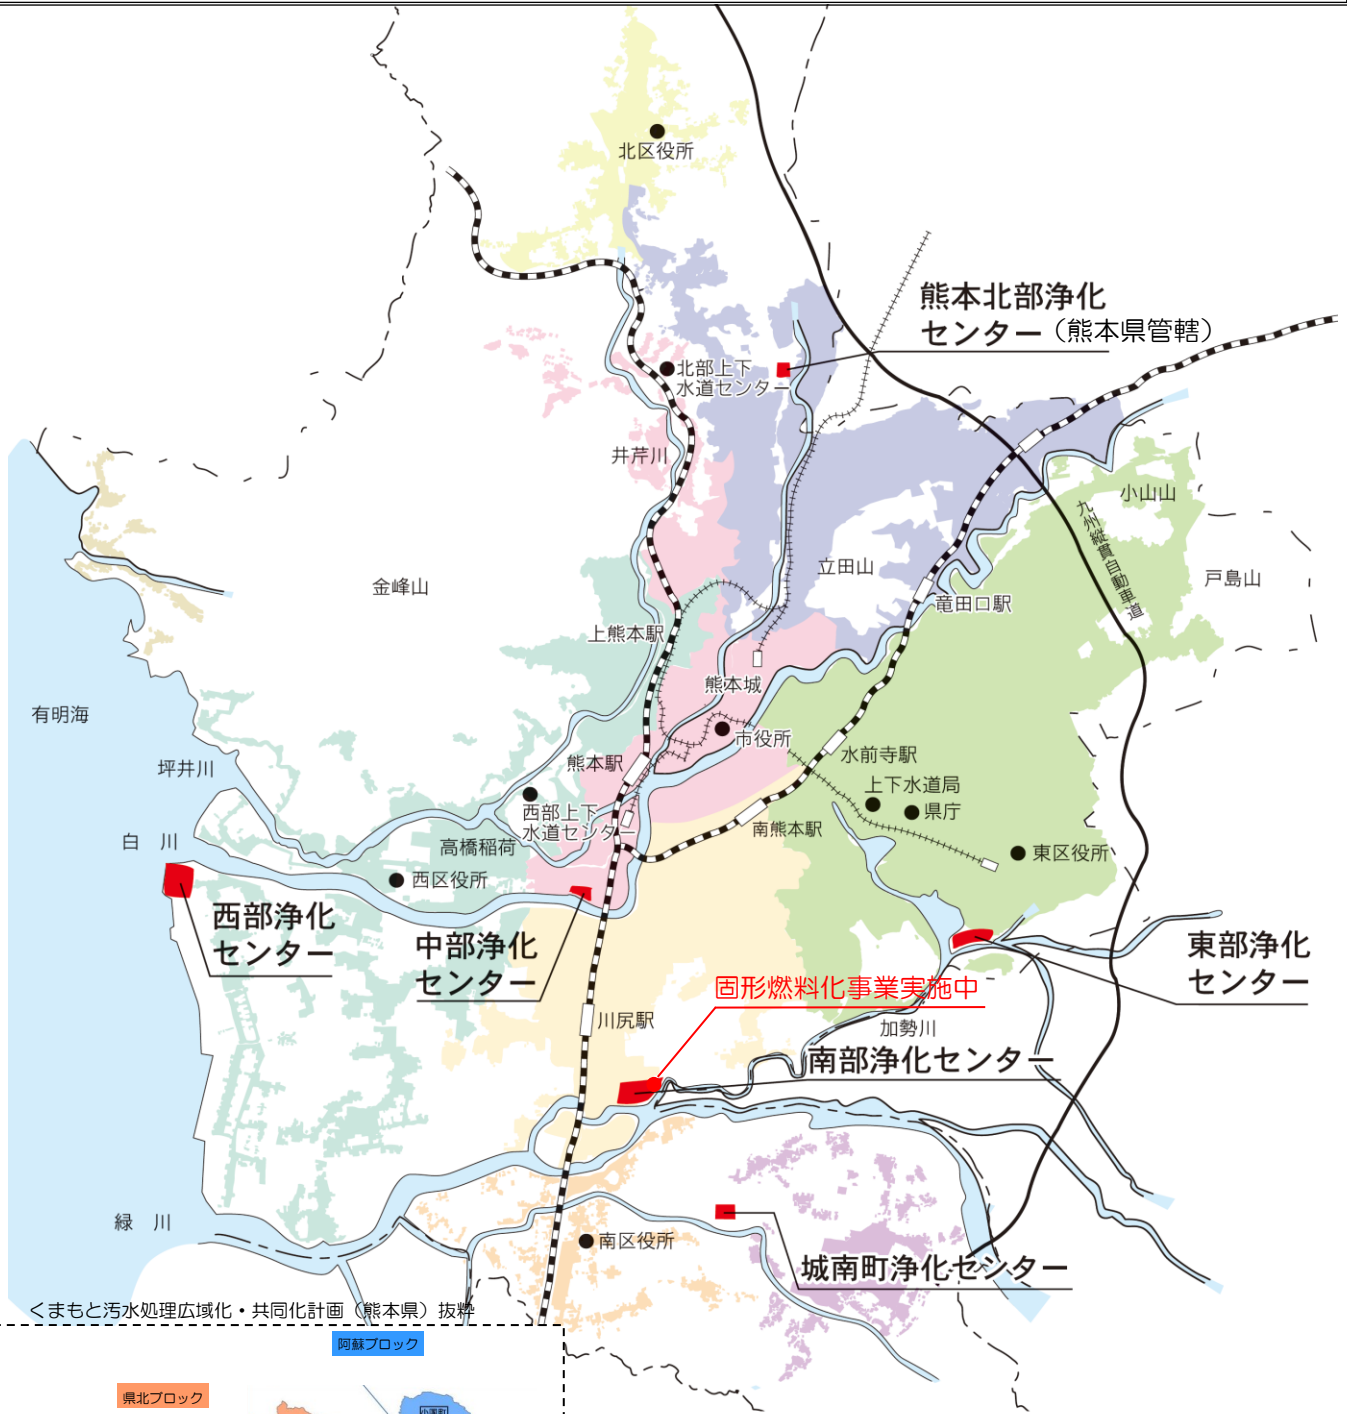 北区役所
熊本北部浄化
センター（熊本県管轄）
北部上下
水道センター
井芹川
小山山
九州縦貫自動車道
立田山
戸島山
金峰山
竜田口駅
上熊本駅
熊本城
有明海
市役所
坪井川
熊本駅
水前寺駅
上下水道局
西部上下
水道センター
県庁
南熊本駅
白　川
高橋稲荷
東区役所
西区役所
西部浄化
センター
中部浄化
センター
東部浄化
センター
固形燃料化事業実施中
川尻駅
加勢川
南部浄化センター
緑　川
南区役所
城南町浄化センター
くまもと汚水処理広域化・共同化計画（熊本県）抜粋
阿蘇ブロック
県北ブロック
小国町